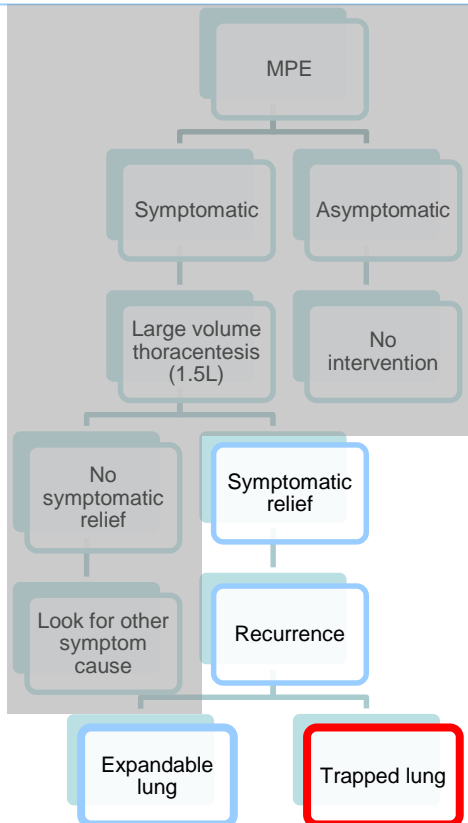 MPE
Symptomatic
Asymptomatic
Large volume
thoracentesis
(1.5L)
No
intervention
No
symptomatic
relief
Symptomatic
relief
Look for other
symptom
cause
Recurrence
Expandable
lung
Trapped lung